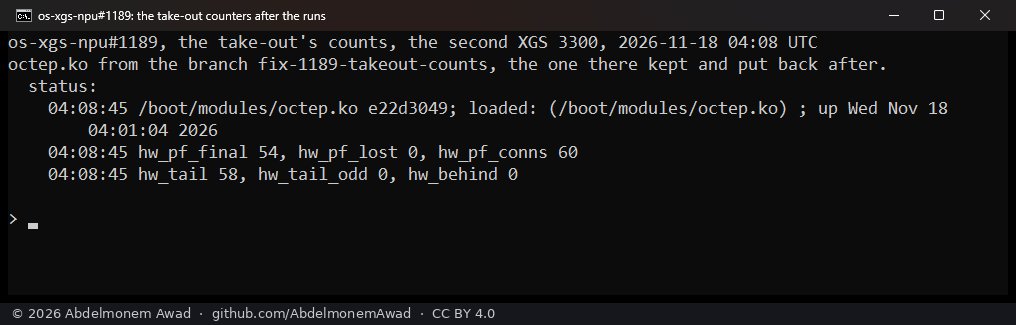 os-xgs-npu#1189: the take-out counters after the runs
os-xgs-npu#1189, the take-out's counts, the second XGS 3300, 2026-11-18 04:08 UTC
octep.ko from the branch fix-1189-takeout-counts, the one there kept and put back after.
status:
04:08:45 /boot/modules/octep.ko e22d3049; loaded: (/boot/modules/octep.ko) ; up Wed Nov 18
04:01:04 2026
04:08:45 hw_pf_final 54, hw_pf_lost 0, hw_pf_conns 60
04:08:45 hw_tail 58, hw_tail_odd 0, hw_behind 0
>
© 2026 Abdelmonem Awad · github.com/AbdelmonemAwad · CC BY 4.0